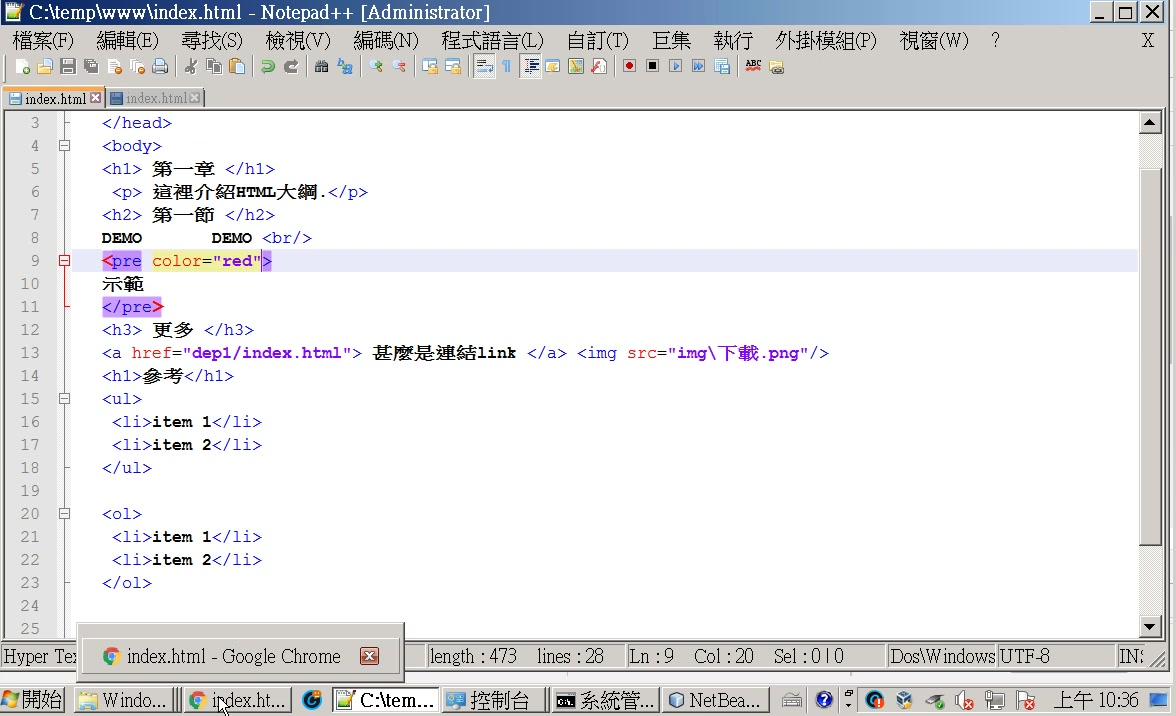 C:\temp\www\index.html - Notepad++ [Administrator]
檔案(F) 編輯(E) 尋找(S) 檢視(V) 編碼(N) 程式語言(L) 自訂(T) 巨集 執行 外掛模組(P) 視窗(W) ? X
ABC
index.html index.html
3 </head>
4 <body>
5 <h1> 第一章 </h1>
6 <p> 這裡介紹HTML大綱.</p>
7 <h2> 第一節 </h2>
8 DEMO       DEMO <br/>
9 <pre color="red">
10 示範
11 </pre>
12 <h3> 更多 </h3>
13 <a href="dep1/index.html"> 甚麼是連結link </a> <img src="img\下載.png"/>
14 <h1>參考</h1>
15 <ul>
16 <li>item 1</li>
17 <li>item 2</li>
18 </ul>
19
20 <ol>
21 <li>item 1</li>
22 <li>item 2</li>
23 </ol>
24
25
index.html - Google Chrome
Hyper Tex length : 473 lines : 28 Ln : 9 Col : 20 Sel : 0 | 0 Dos\Windows UTF-8 INS
開始 Windo... index.ht... C:\tem... 控制台 系統管... NetBea... 上午 10:36